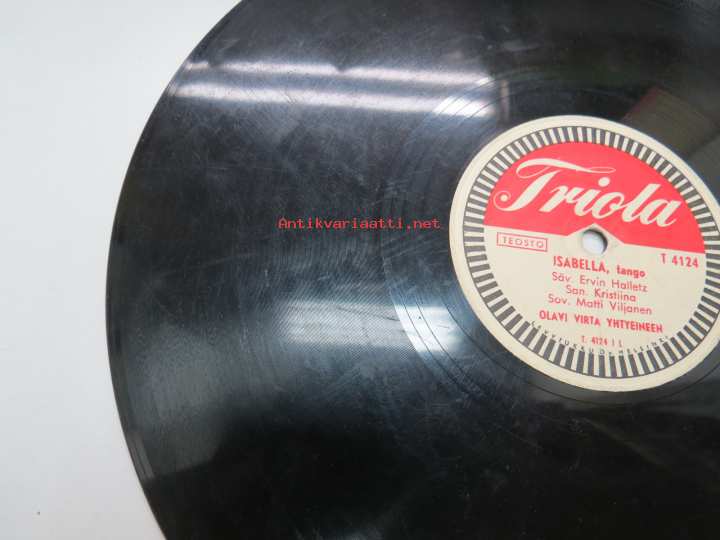 Triola
TEOSTO
T 4124
ISABELLA, tango
Säv. Ervin Halletz
San. Kristiina
Sov. Matti Viljanen
OLAVI VIRTA YHTYEINEEN
T. 4124 I L
Antikvariaatti.net